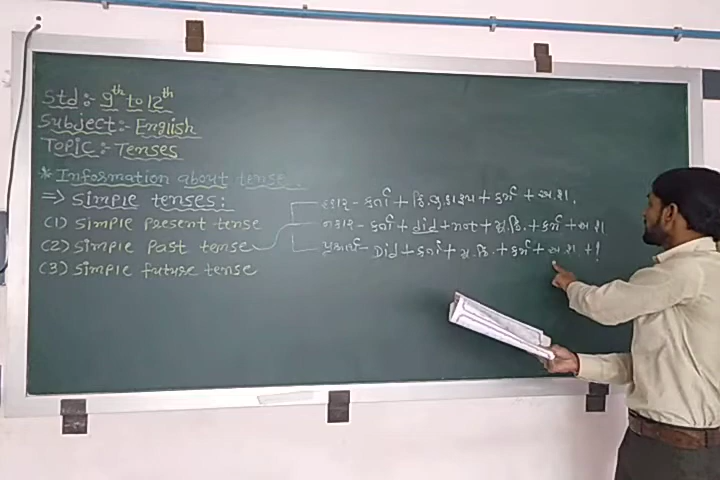 Std:- 9th to 12th
Subject:- English
Topic:- Tenses
* Information about tense.
⇒ Simple tenses:
(1) Simple present tense
(2) Simple past tense
(3) Simple future tense
હકાર - કર્તા + ક્રિ.નું + કર્મ + અ.શ.
નકાર - કર્તા + did + not + મૂ.ક્રિ. + કર્મ + અ.શ
પ્રશ્નાર્થ - Did + કર્તા + મૂ.ક્રિ. + કર્મ + અ.શ + ?